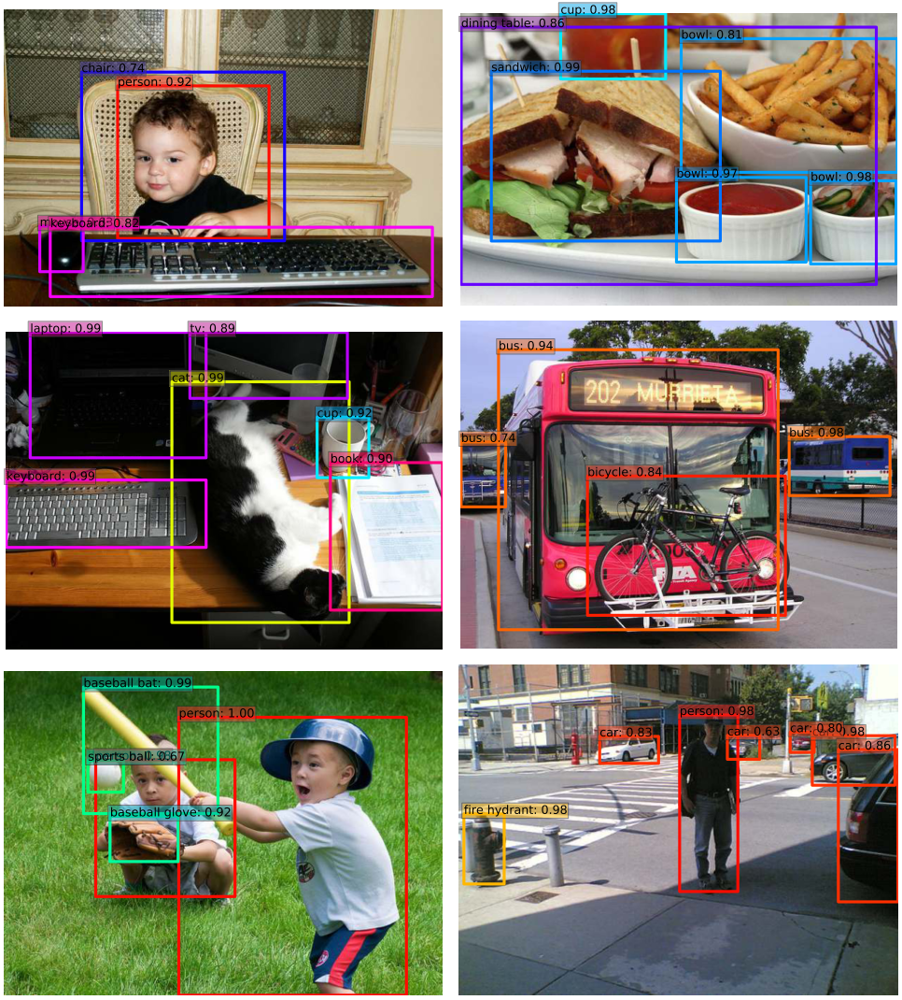 chair: 0.74
person: 0.92
keyboard: 0.82
cup: 0.98
dining table: 0.86
bowl: 0.81
sandwich: 0.99
bowl: 0.97
bowl: 0.98
laptop: 0.99
tv: 0.89
cat: 0.99
cup: 0.92
book: 0.90
keyboard: 0.99
bus: 0.94
202 MURRIETA
bus: 0.74
bus: 0.98
bicycle: 0.84
RTA
baseball bat: 0.99
person: 1.00
sports ball: 0.67
baseball glove: 0.92
person: 0.98
car: 0.83
car: 0.63
car: 0.80
0.98
car: 0.86
fire hydrant: 0.98